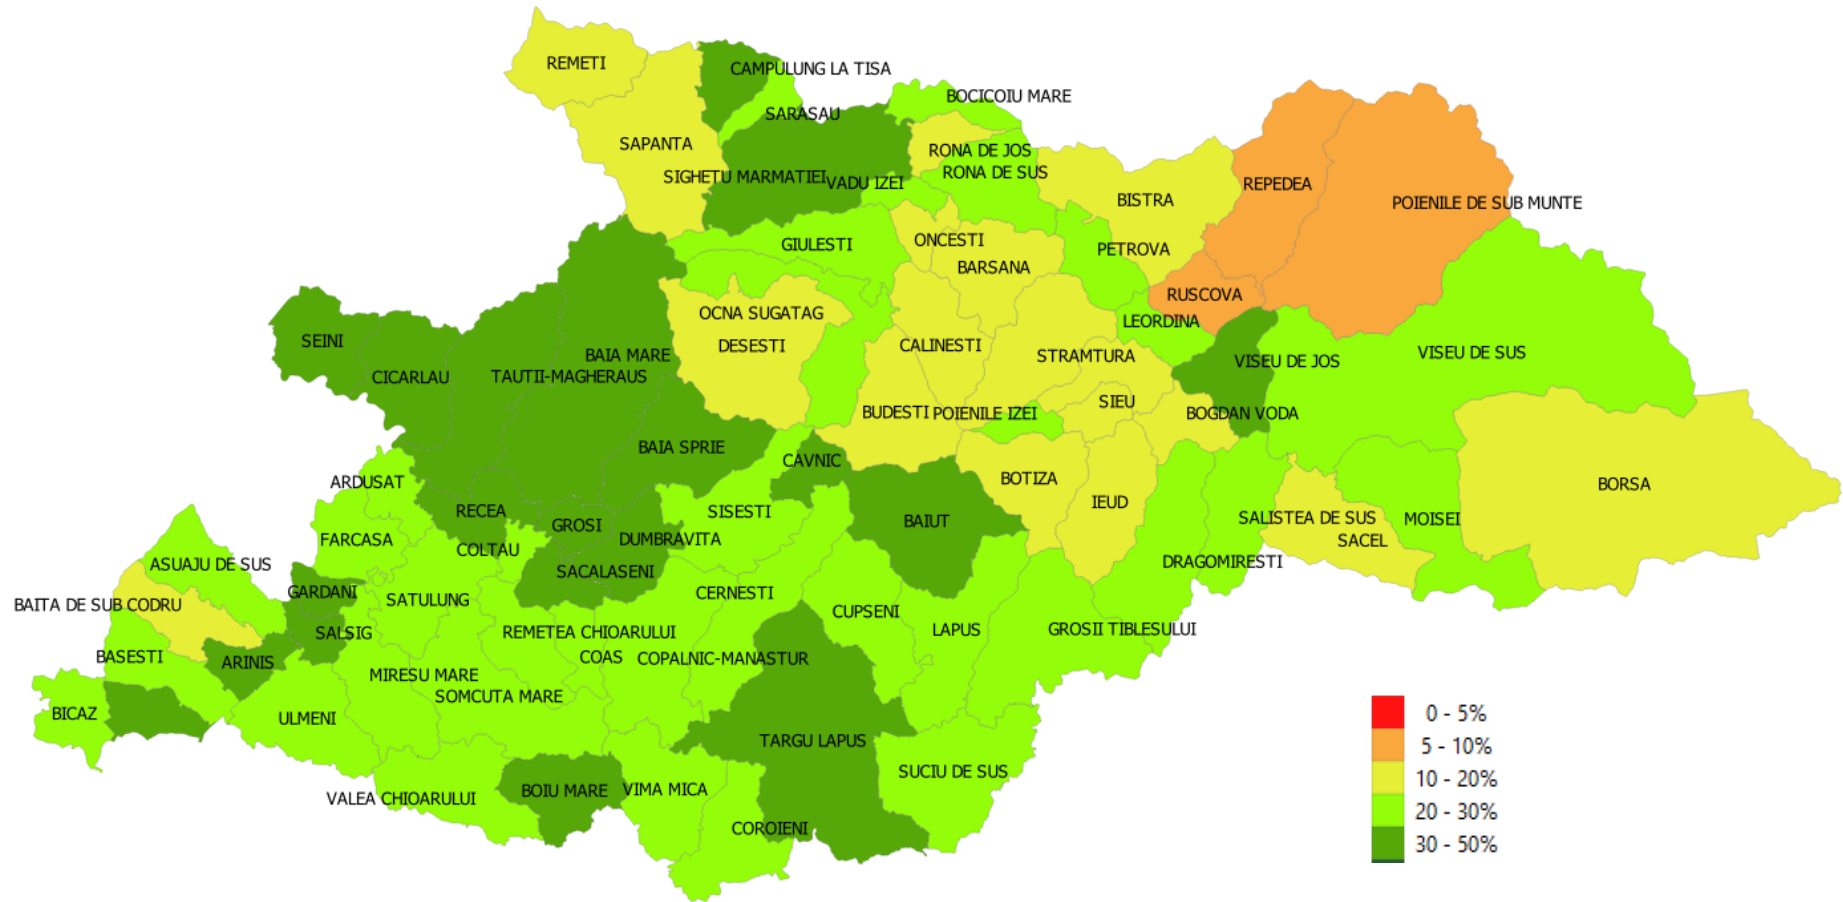 REMETI
CAMPULUNG LA TISA
BOCICOIU MARE
SARASAU
SAPANTA
RONA DE JOS
SIGHETU MARMATIEI
VADU IZEI
RONA DE SUS
REPEDEA
BISTRA
POIENILE DE SUB MUNTE
GIULESTI
ONCESTI
PETROVA
BARSANA
RUSCOVA
OCNA SUGATAG
LEORDINA
SEINI
DESESTI
CALINESTI
STRAMTURA
BAIA MARE
VISEU DE JOS
VISEU DE SUS
CICARLAU
TAUTII-MAGHERAUS
SIEU
BUDESTI
POIENILE IZEI
BOGDAN VODA
BAIA SPRIE
CAVNIC
ARDUSAT
BOTIZA
BORSA
IEUD
RECEA
SISESTI
GROSI
BAIUT
SALISTEA DE SUS
MOISEI
FARCASA
DUMBRAVITA
SACEL
COLTAU
ASUAJU DE SUS
SACALASENI
DRAGOMIRESTI
GARDANI
CERNESTI
BAITA DE SUB CODRU
SATULUNG
CUPSENI
SALSIG
REMETEA CHIOARULUI
LAPUS
GROSII TIBLESULUI
BASESTI
ARINIS
COAS
COPALNIC-MANASTUR
MIRESU MARE
SOMCUTA MARE
BICAZ
ULMENI
TARGU LAPUS
SUCIU DE SUS
VALEA CHIOARULUI
BOIU MARE
VIMA MICA
COROIENI
0 - 5%
5 - 10%
10 - 20%
20 - 30%
30 - 50%